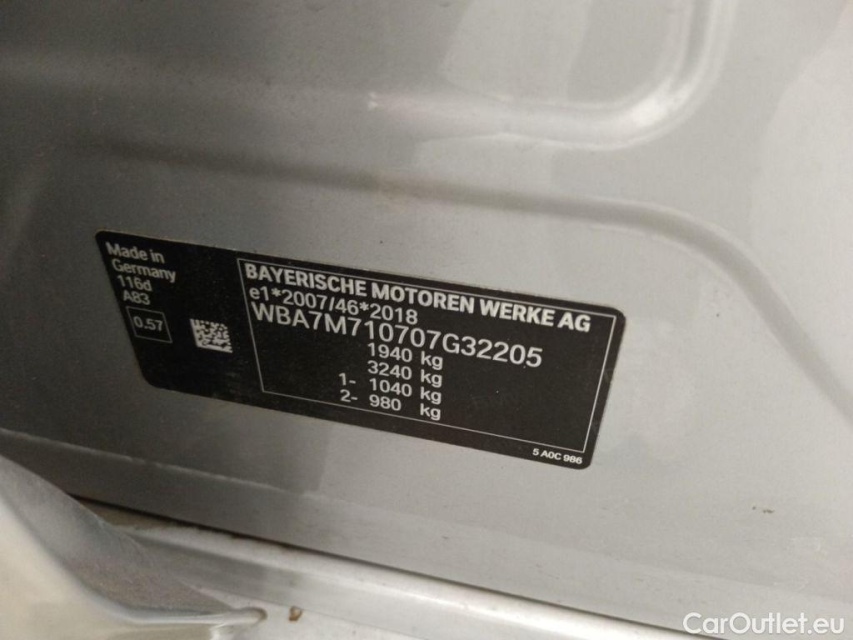 Made in
Germany
116d
A83
0.57
BAYERISCHE MOTOREN WERKE AG
e1*2007/46*2018
WBA7M710707G32205
1940 kg
3240 kg
1- 1040 kg
2- 980 kg
5 A0C 986
CarOutlet.eu